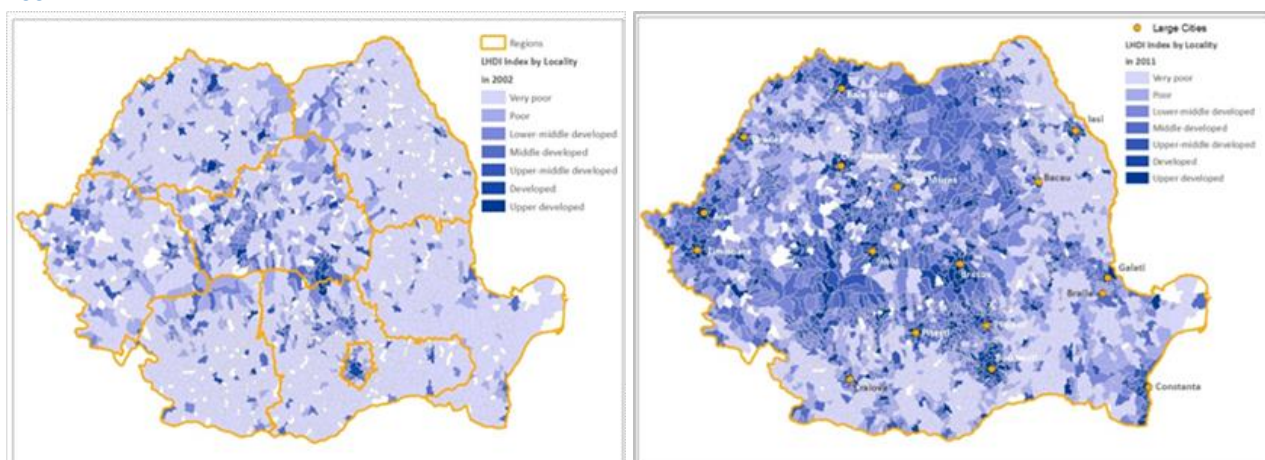 Regions
LHDI Index by Locality
in 2002
Very poor
Poor
Lower-middle developed
Middle developed
Upper-middle developed
Developed
Upper developed
Large Cities
LHDI Index by Locality
in 2011
Very poor
Poor
Lower-middle developed
Middle developed
Upper-middle developed
Developed
Upper developed
Baia Mare
Iasi
Bacau
Brasov
Galati
Braila
Pitesti
Craiova
Constanta